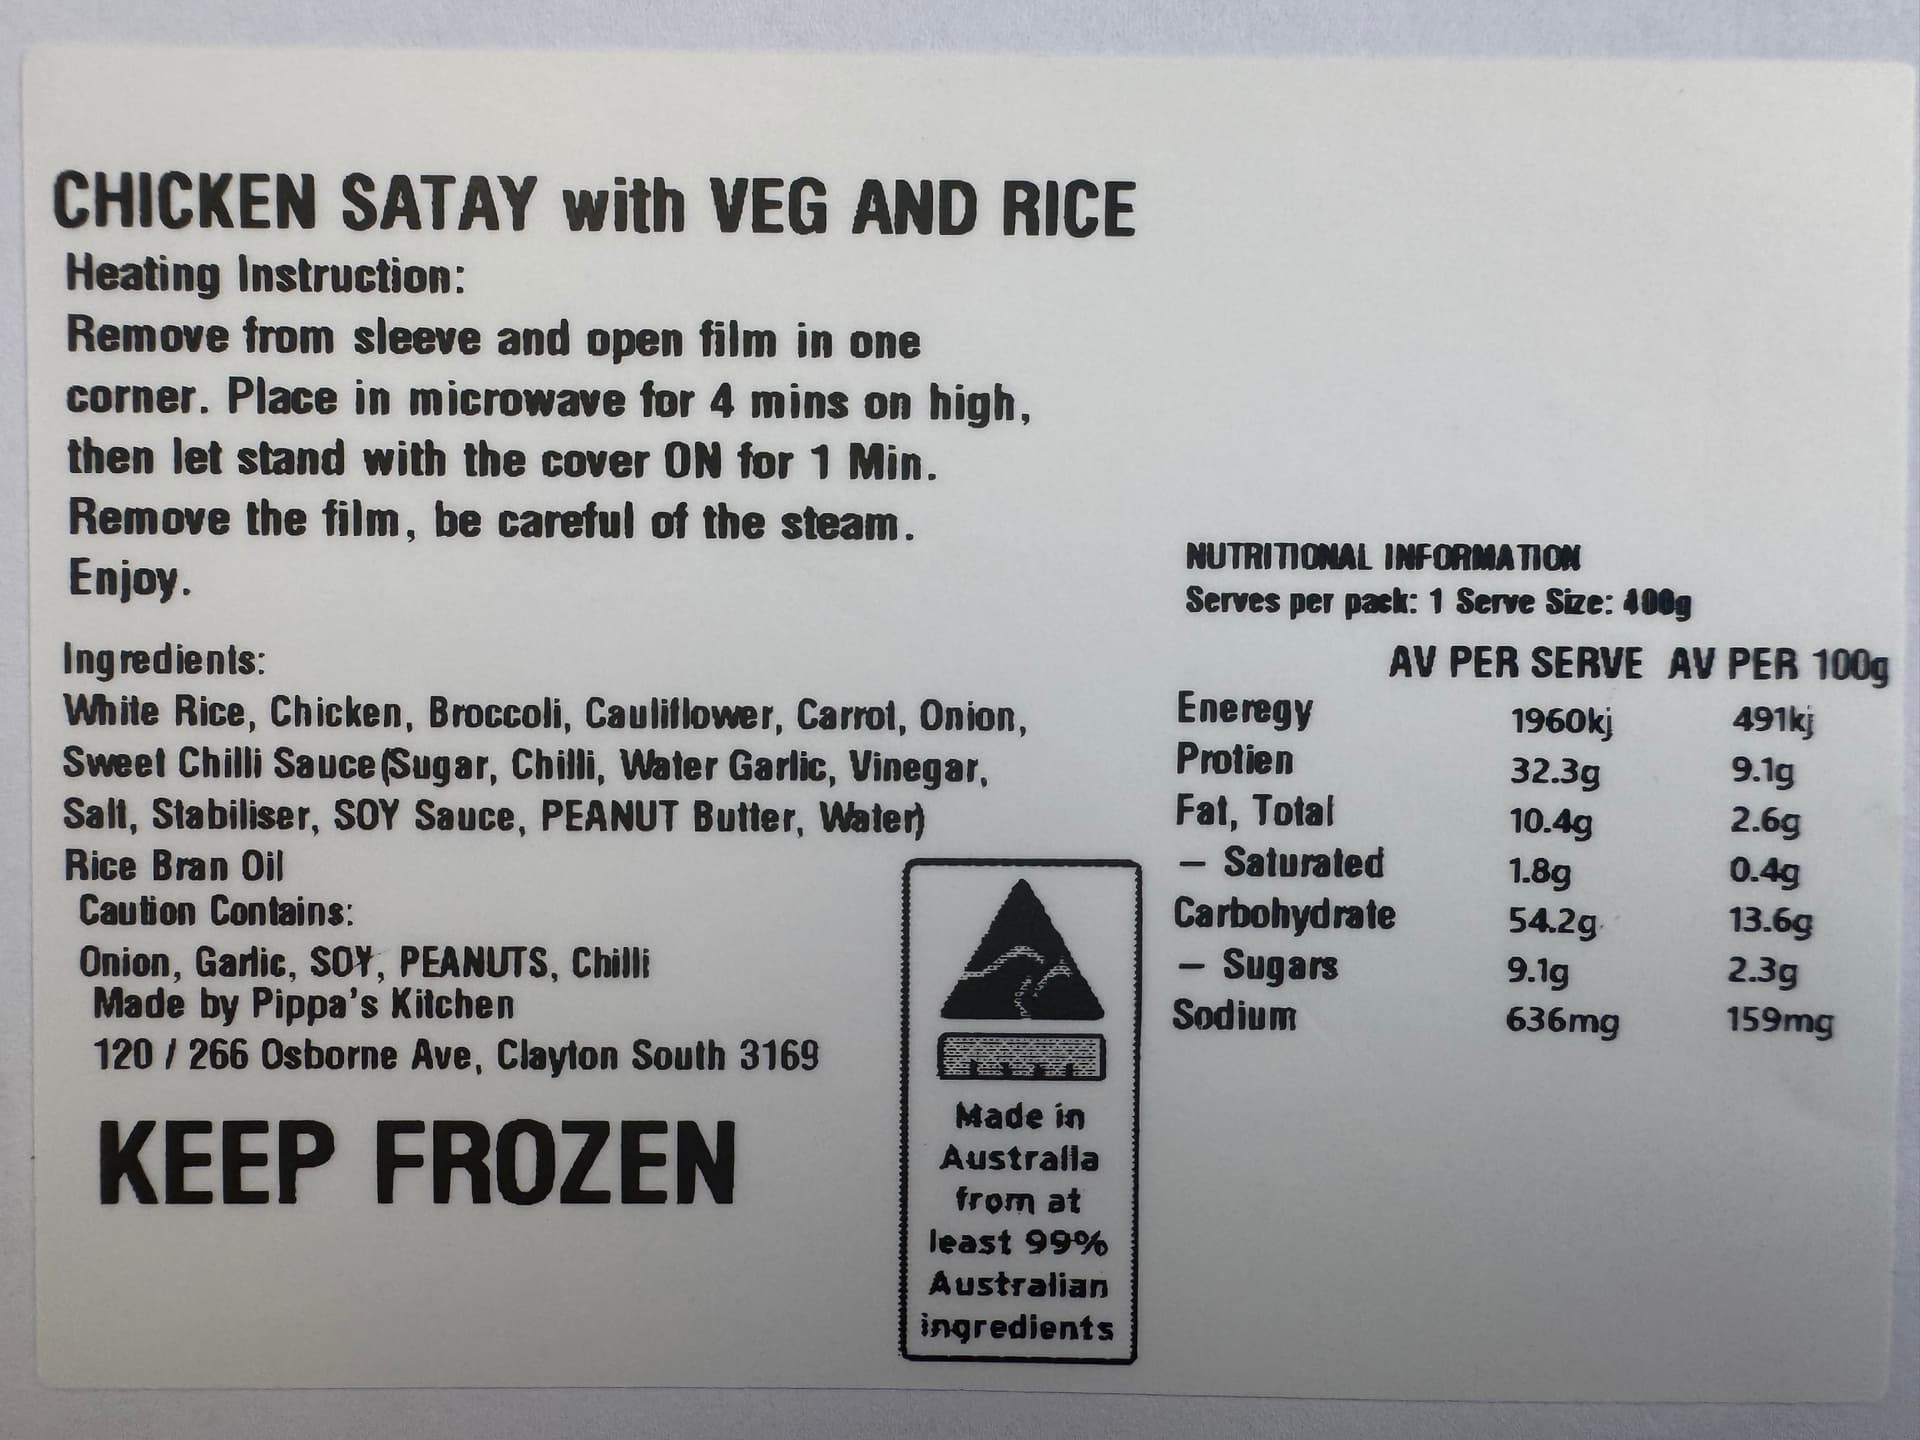 CHICKEN SATAY with VEG AND RICE
Heating Instruction:
Remove from sleeve and open film in one
corner. Place in microwave for 4 mins on high,
then let stand with the cover ON for 1 Min.
Remove the film, be careful of the steam.
Enjoy.
Ingredients:
White Rice, Chicken, Broccoli, Cauliflower, Carrot, Onion,
Sweet Chilli Sauce(Sugar, Chilli, Water Garlic, Vinegar,
Salt, Stabiliser, SOY Sauce, PEANUT Butter, Water)
Rice Bran Oil
Caution Contains:
Onion, Garlic, SOY, PEANUTS, Chilli
Made by Pippa's Kitchen
120 / 266 Osborne Ave, Clayton South 3169
KEEP FROZEN
Made in
Australia
from at
least 99%
Australian
ingredients
NUTRITIONAL INFORMATION
Serves per pack: 1 Serve Size: 400g
AV PER SERVE AV PER 100g
Eneregy 1960kj 491kj
Protien 32.3g 9.1g
Fat, Total 10.4g 2.6g
– Saturated 1.8g 0.4g
Carbohydrate 54.2g 13.6g
– Sugars 9.1g 2.3g
Sodium 636mg 159mg